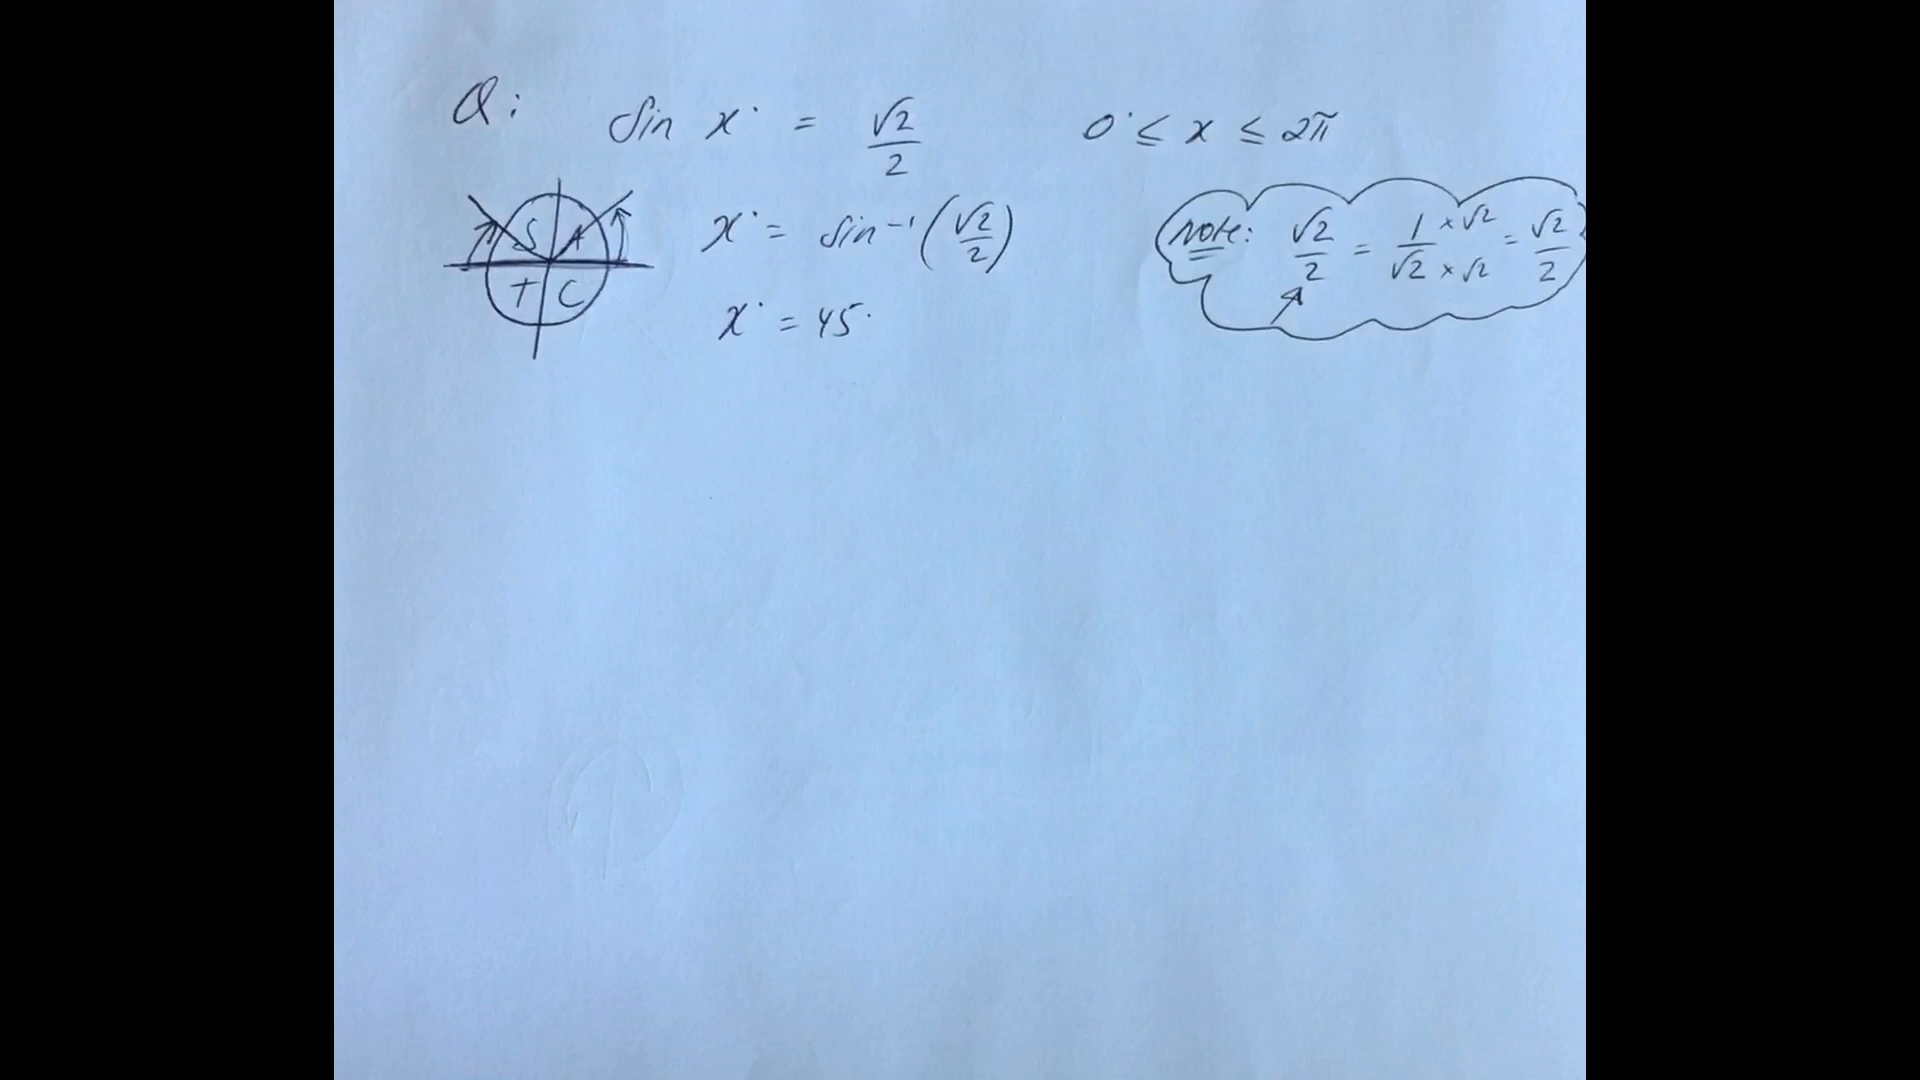 Q: sin x° = √2/2 0° ≤ x ≤ 2π
S A
T C
x° = sin⁻¹(√2/2)
Note: √2/2 = 1/√2 ×√2/×√2 = √2/2
x° = 45°